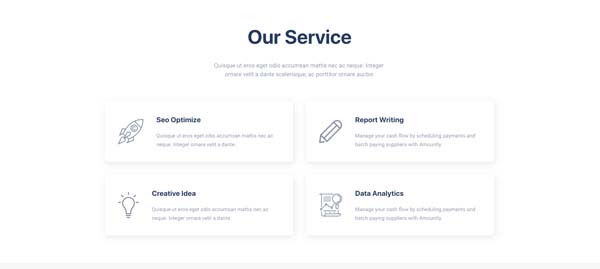 Our Service
Quisque ut eros eget odio accumsan mattis nec ac neque. Integer
ornare velit a dante scelerisque, ac porttitor ornare auctor.
Seo Optimize
Quisque ut eros eget odio accumsan mattis nec ac
neque. Integer ornare velit a dante.
Report Writing
Manage your cash flow by scheduling payments and
batch paying suppliers with Amountly.
Creative Idea
Quisque ut eros eget odio accumsan mattis nec ac
neque. Integer ornare velit a dante.
Data Analytics
Manage your cash flow by scheduling payments and
batch paying suppliers with Amountly.